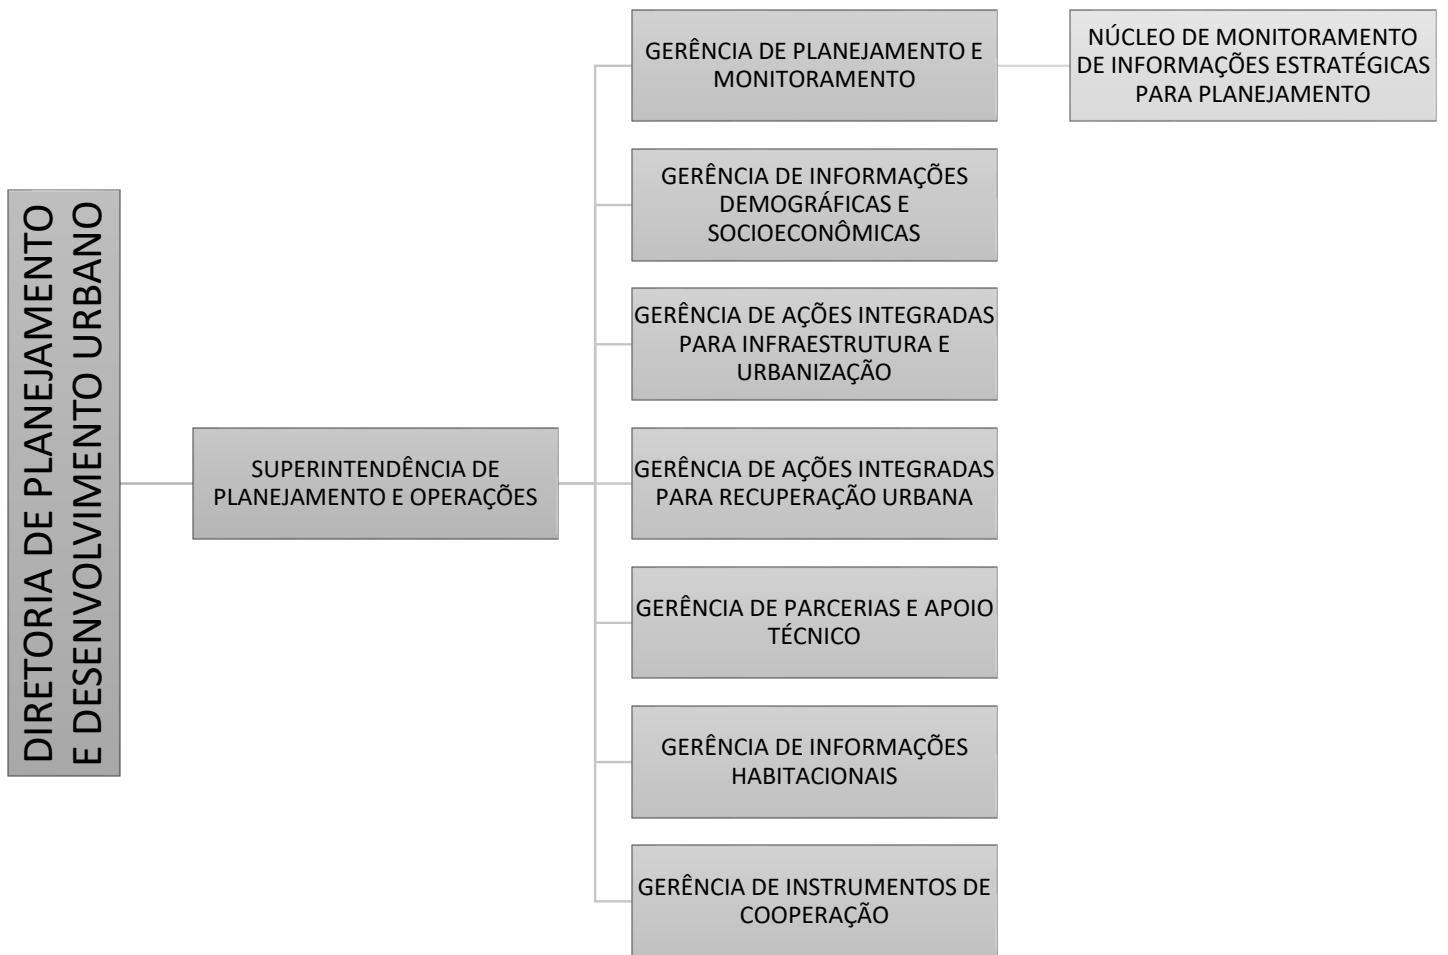 DIRETORIA DE PLANEJAMENTO
E DESENVOLVIMENTO URBANO
SUPERINTENDÊNCIA DE
PLANEJAMENTO E OPERAÇÕES
GERÊNCIA DE PLANEJAMENTO E
MONITORAMENTO
NÚCLEO DE MONITORAMENTO
DE INFORMAÇÕES ESTRATÉGICAS
PARA PLANEJAMENTO
GERÊNCIA DE INFORMAÇÕES
DEMOGRÁFICAS E
SOCIOECONÔMICAS
GERÊNCIA DE AÇÕES INTEGRADAS
PARA INFRAESTRUTURA E
URBANIZAÇÃO
GERÊNCIA DE AÇÕES INTEGRADAS
PARA RECUPERAÇÃO URBANA
GERÊNCIA DE PARCERIAS E APOIO
TÉCNICO
GERÊNCIA DE INFORMAÇÕES
HABITACIONAIS
GERÊNCIA DE INSTRUMENTOS DE
COOPERAÇÃO